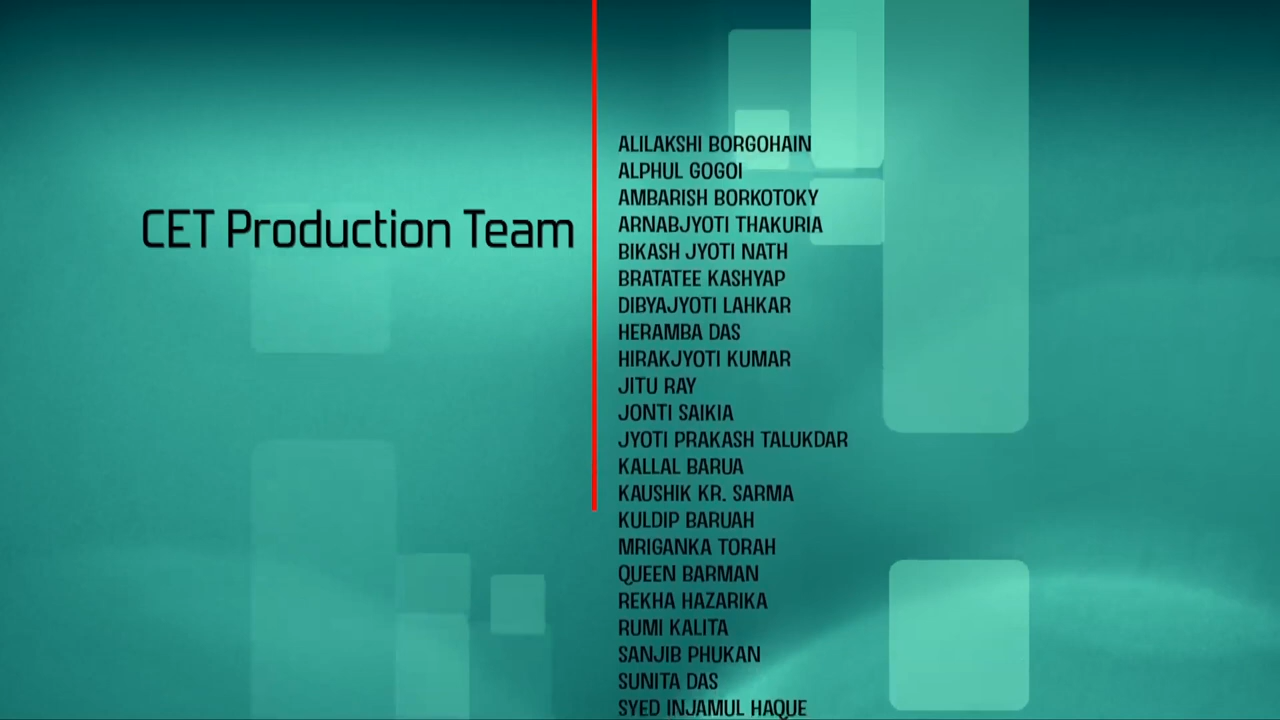 CET Production Team
ALILAKSHI BORGOHAIN
ALPHUL GOGOI
AMBARISH BORKOTOKY
ARNABJYOTI THAKURIA
BIKASH JYOTI NATH
BRATATEE KASHYAP
DIBYAJYOTI LAHKAR
HERAMBA DAS
HIRAKJYOTI KUMAR
JITU RAY
JONTI SAIKIA
JYOTI PRAKASH TALUKDAR
KALLAL BARUA
KAUSHIK KR. SARMA
KULDIP BARUAH
MRIGANKA TORAH
QUEEN BARMAN
REKHA HAZARIKA
RUMI KALITA
SANJIB PHUKAN
SUNITA DAS
SYED INJAMUL HAQUE